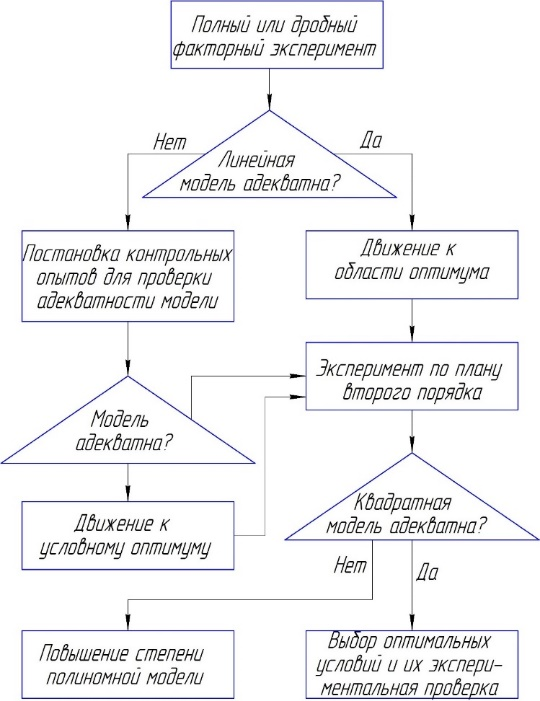 Полный или дробный
факторный эксперимент
Нет
Да
Линейная
модель адекватна?
Постановка контрольных
опытов для проверки
адекватности модели
Движение к
области оптимума
Эксперимент по плану
второго порядка
Модель
адекватна?
Движение к
условному оптимуму
Квадратная
модель адекватна?
Нет
Да
Повышение степени
полиномной модели
Выбор оптимальных
условий и их экспери-
ментальная проверка